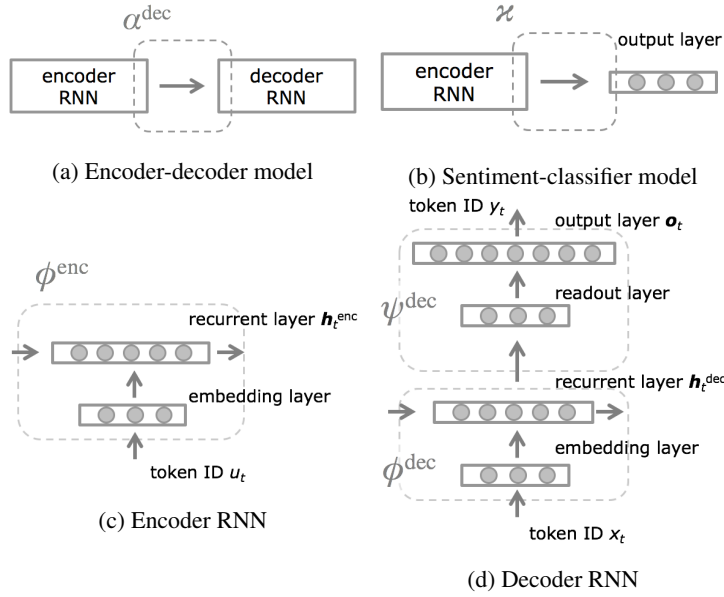 α^dec
encoder
RNN
decoder
RNN
(a) Encoder-decoder model
ϰ
encoder
RNN
output layer
(b) Sentiment-classifier model
ϕ^enc
recurrent layer h_t^enc
embedding layer
token ID u_t
(c) Encoder RNN
token ID y_t
output layer o_t
ψ^dec
readout layer
recurrent layer h_t^dec
embedding layer
ϕ^dec
token ID x_t
(d) Decoder RNN